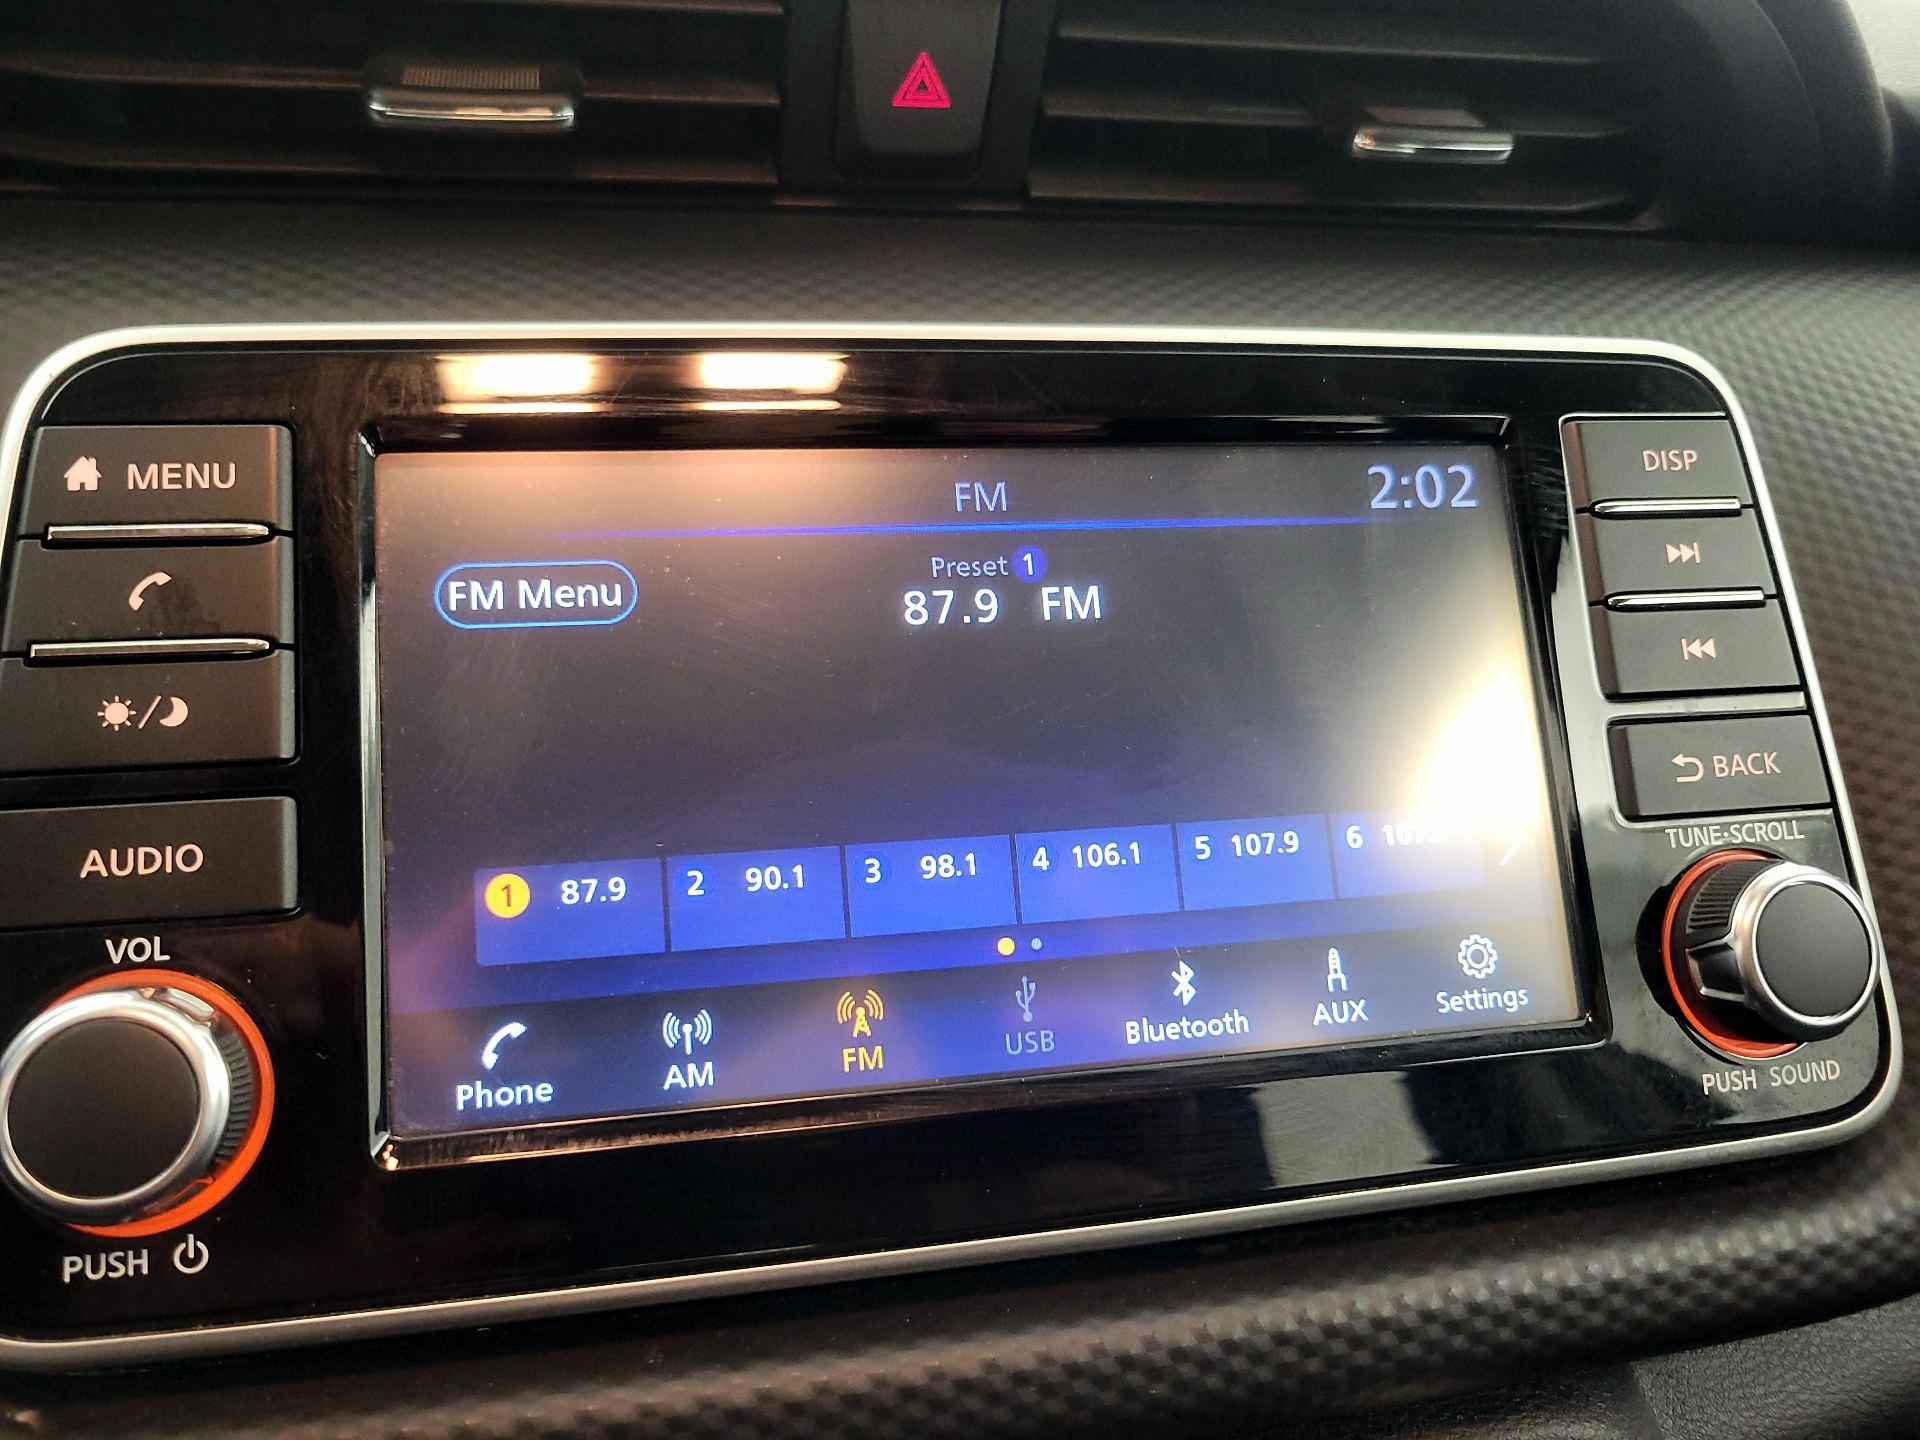 MENU
AUDIO
VOL
PUSH
FM
2:02
FM Menu
Preset 1
87.9 FM
1 87.9
2 90.1
3 98.1
4 106.1
5 107.9
6
Phone
AM
FM
USB
Bluetooth
AUX
Settings
DISP
BACK
TUNE·SCROLL
PUSH SOUND